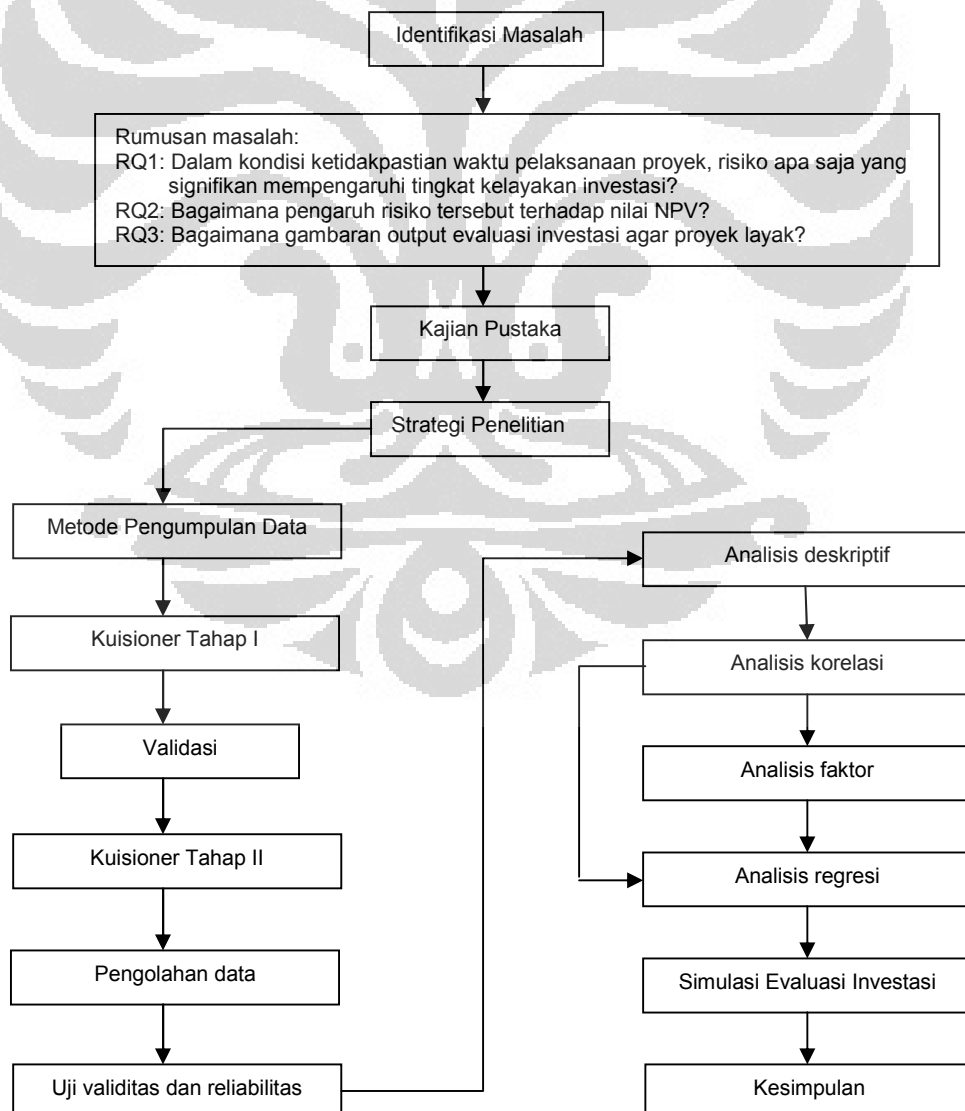 Identifikasi Masalah
Rumusan masalah:
RQ1: Dalam kondisi ketidakpastian waktu pelaksanaan proyek, risiko apa saja yang
signifikan mempengaruhi tingkat kelayakan investasi?
RQ2: Bagaimana pengaruh risiko tersebut terhadap nilai NPV?
RQ3: Bagaimana gambaran output evaluasi investasi agar proyek layak?
Kajian Pustaka
Strategi Penelitian
Metode Pengumpulan Data
Kuisioner Tahap I
Validasi
Kuisioner Tahap II
Pengolahan data
Uji validitas dan reliabilitas
Analisis deskriptif
Analisis korelasi
Analisis faktor
Analisis regresi
Simulasi Evaluasi Investasi
Kesimpulan